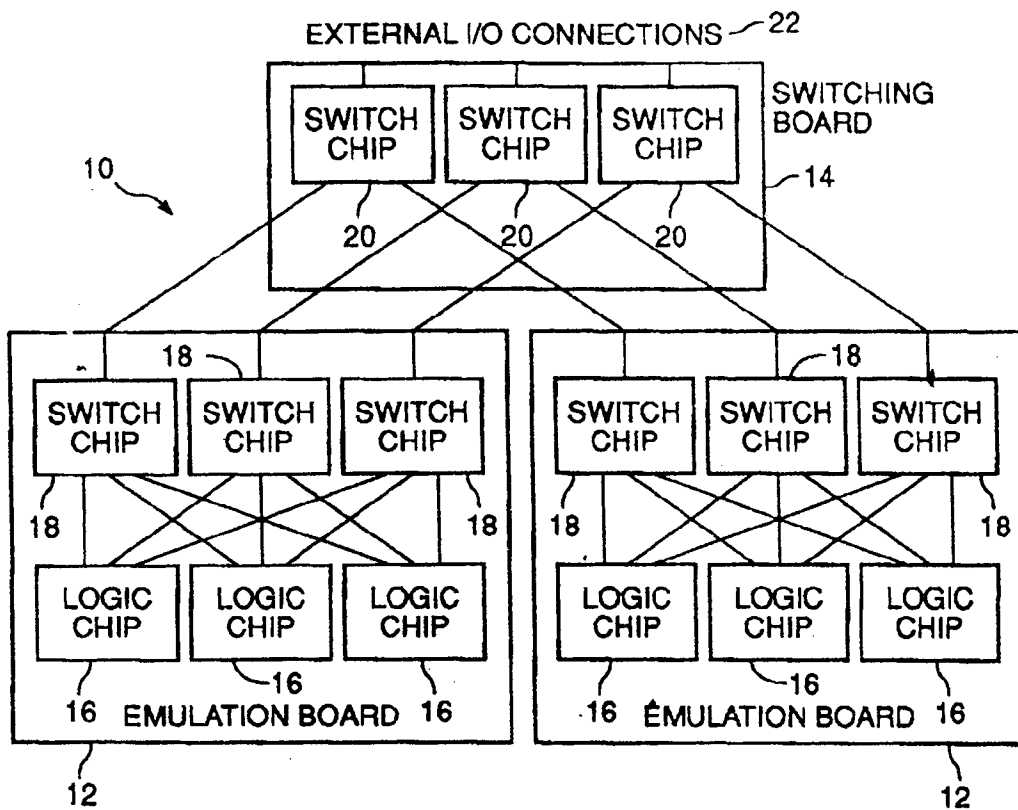 EXTERNAL I/O CONNECTIONS 22
SWITCH CHIP
SWITCH CHIP
SWITCH CHIP
SWITCHING BOARD
10
14
20
20
20
18
18
SWITCH CHIP
SWITCH CHIP
SWITCH CHIP
SWITCH CHIP
SWITCH CHIP
SWITCH CHIP
18
18
18
18
LOGIC CHIP
LOGIC CHIP
LOGIC CHIP
LOGIC CHIP
LOGIC CHIP
LOGIC CHIP
16
16
16
16
16
16
EMULATION BOARD
EMULATION BOARD
12
12